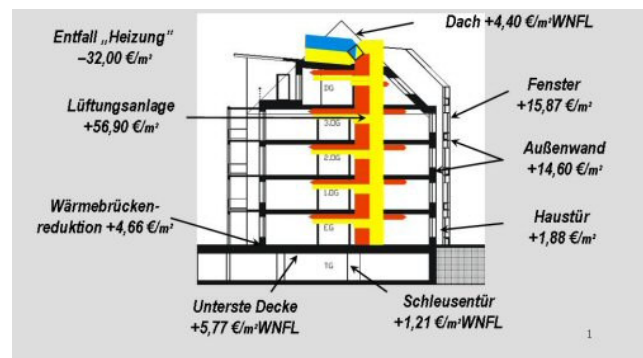 Dach +4,40 €/m²WNFL
Entfall „Heizung”
–32,00 €/m²
Lüftungsanlage
+56,90 €/m²
Fenster
+15,87 €/m²
Außenwand
+14,60 €/m²
Wärmebrücken-
reduktion +4,66 €/m²
Haustür
+1,88 €/m²
DG
3.OG
2.OG
1.OG
EG
TG
Unterste Decke
+5,77 €/m²WNFL
Schleusentür
+1,21 €/m²WNFL
1